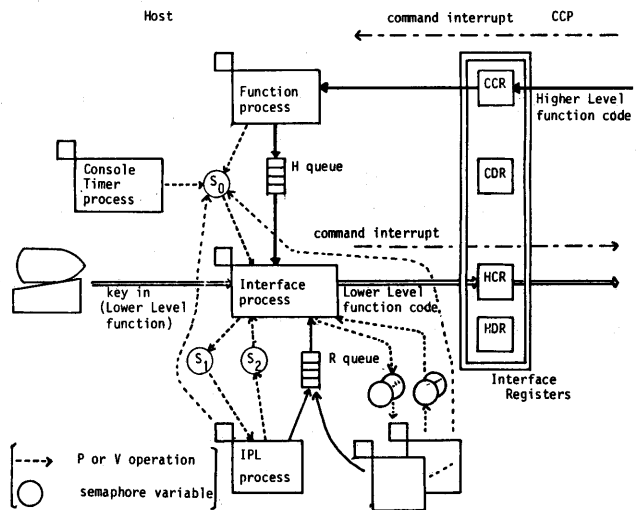 Host
command interrupt
CCP
Function
process
CCR
Higher Level
function code
H queue
Console
Timer
process
S0
CDR
command interrupt
Interface
process
key in
(Lower Level
function)
Lower Level
function code
HCR
HDR
S1
S2
R queue
Interface
Registers
IPL
process
P or V operation
semaphore variable